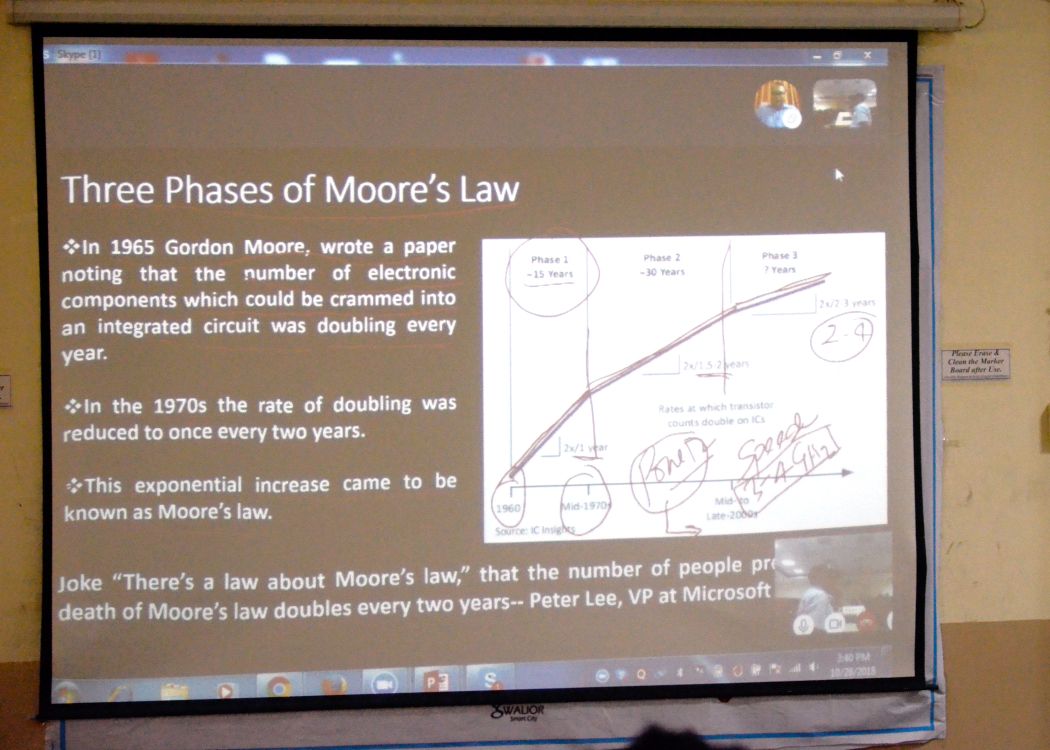 Skype [1]
Three Phases of Moore's Law
❖In 1965 Gordon Moore, wrote a paper
noting that the number of electronic
components which could be crammed into
an integrated circuit was doubling every
year.
❖In the 1970s the rate of doubling was
reduced to once every two years.
❖This exponential increase came to be
known as Moore's law.
Phase 1
~15 Years
Phase 2
~30 Years
Phase 3
? Years
2x/2-3 years
2-4
2x/1.5-2 years
Rates at which transistor
counts double on ICs
2x/1 year
Power
Speed
3-4 GHz
1960
Mid-1970s
Mid- to
Late-2000s
Source: IC Insights
Joke "There's a law about Moore's law," that the number of people pre
death of Moore's law doubles every two years-- Peter Lee, VP at Microsoft
3:40 PM
10/28/2018
Please Erase &
Clean the Marker
Board after Use.
GWALIOR
Smart City